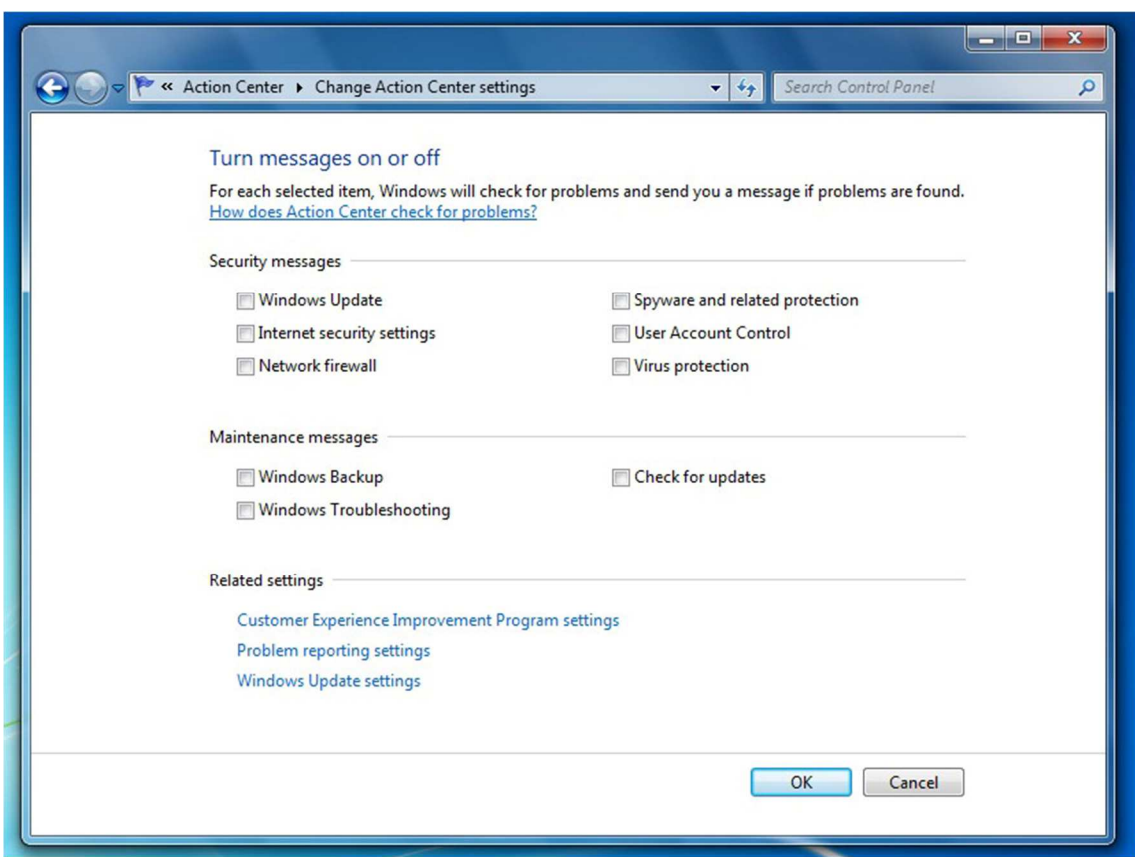 « Action Center ▸ Change Action Center settings
Search Control Panel
Turn messages on or off
For each selected item, Windows will check for problems and send you a message if problems are found.
How does Action Center check for problems?
Security messages
Windows Update
Spyware and related protection
Internet security settings
User Account Control
Network firewall
Virus protection
Maintenance messages
Windows Backup
Check for updates
Windows Troubleshooting
Related settings
Customer Experience Improvement Program settings
Problem reporting settings
Windows Update settings
OK
Cancel